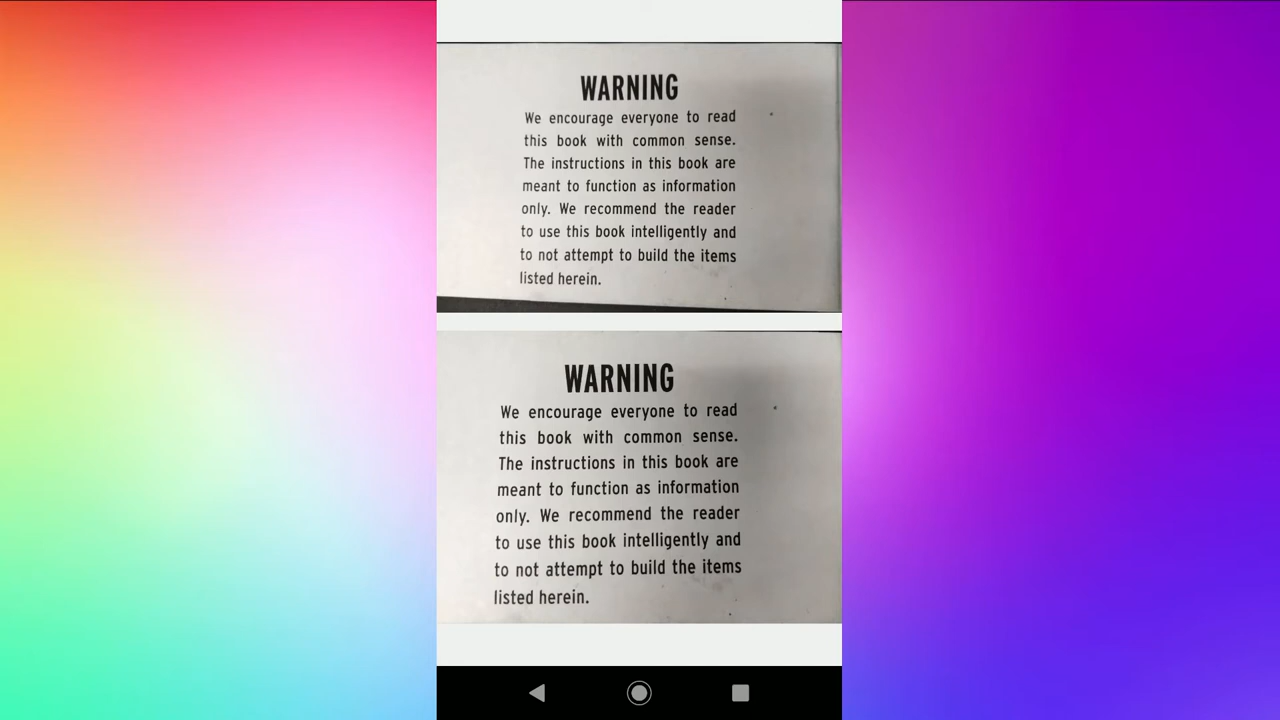 WARNING
We encourage everyone to read
this book with common sense.
The instructions in this book are
meant to function as information
only. We recommend the reader
to use this book intelligently and
to not attempt to build the items
listed herein.
WARNING
We encourage everyone to read
this book with common sense.
The instructions in this book are
meant to function as information
only. We recommend the reader
to use this book intelligently and
to not attempt to build the items
listed herein.